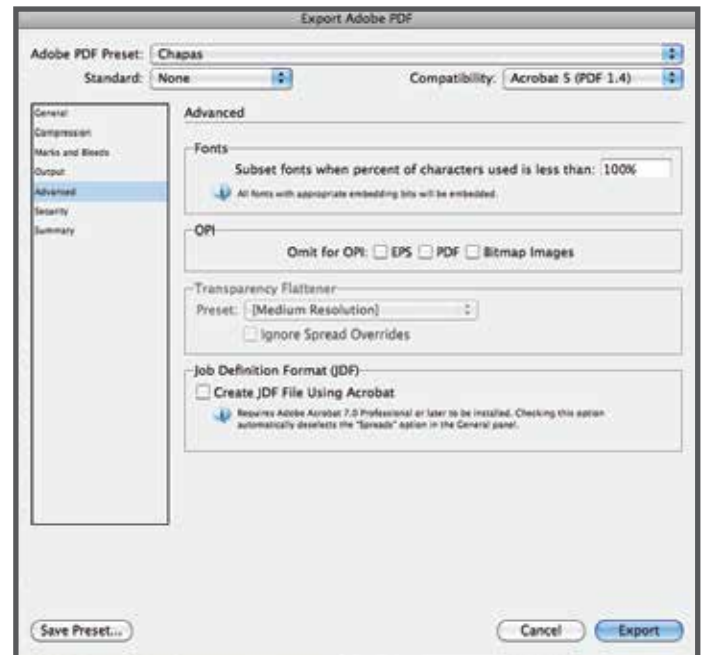 Export Adobe PDF
Adobe PDF Preset: Chapas
Standard: None Compatibility: Acrobat 5 (PDF 1.4)
General
Compression
Marks and Bleeds
Output
Advanced
Security
Summary
Advanced
Fonts
Subset fonts when percent of characters used is less than: 100%
All fonts with appropriate embedding bits will be embedded.
OPI
Omit for OPI: EPS PDF Bitmap Images
Transparency Flattener
Preset: [Medium Resolution]
Ignore Spread Overrides
Job Definition Format (JDF)
Create JDF File Using Acrobat
Requires Adobe Acrobat 7.0 Professional or later to be installed. Checking this option
automatically deselects the "Spreads" option in the General panel.
Save Preset... Cancel Export